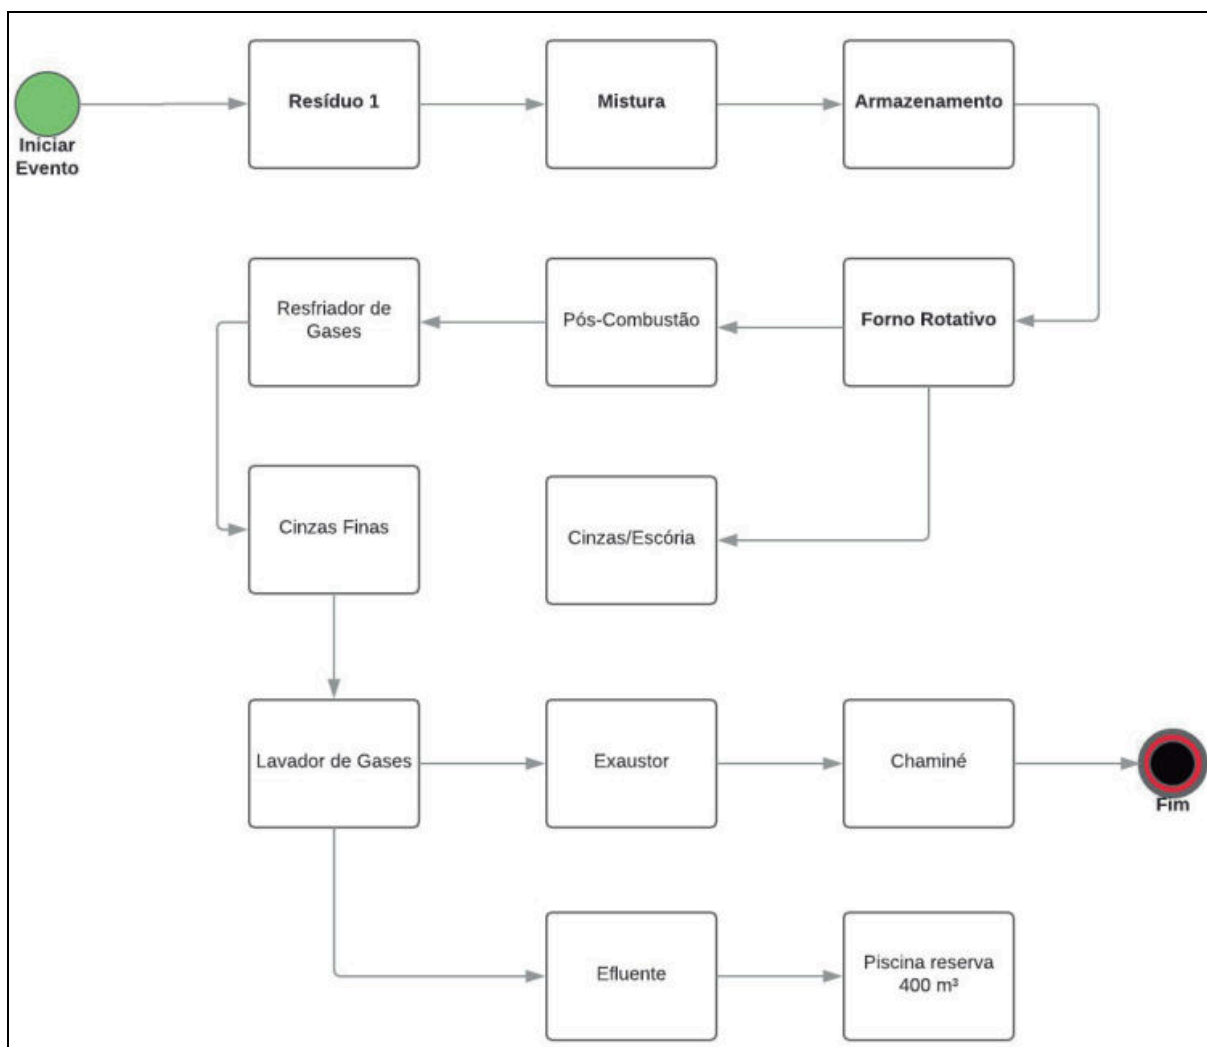 Iniciar
Evento
Resíduo 1
Mistura
Armazenamento
Resfriador de
Gases
Pós-Combustão
Forno Rotativo
Cinzas Finas
Cinzas/Escória
Lavador de Gases
Exaustor
Chaminé
Fim
Efluente
Piscina reserva
400 m³